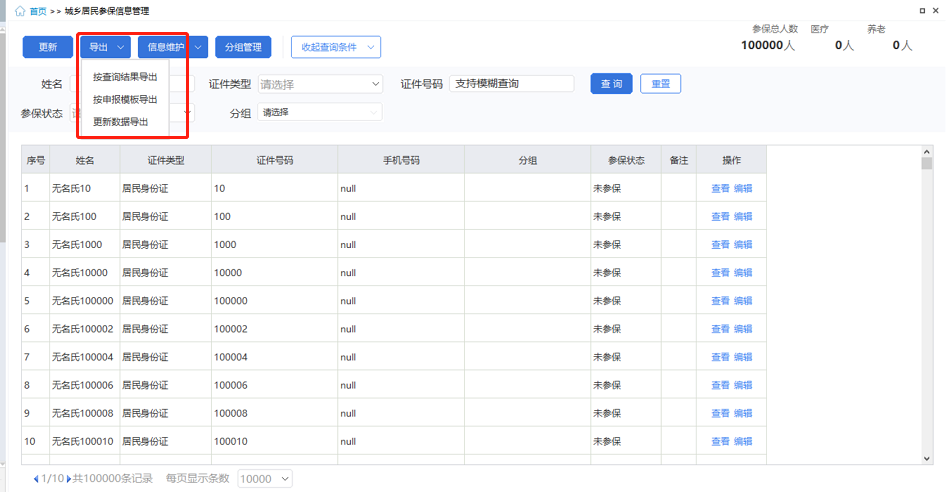 首页 >> 城乡居民参保信息管理
更新 导出 信息维护 分组管理 收起查询条件
参保总人数 医疗 养老
100000人 0人 0人
按查询结果导出
按申报模板导出
更新数据导出
姓名 证件类型 请选择 证件号码 支持模糊查询 查询 重置
参保状态 分组 请选择
序号 姓名 证件类型 证件号码 手机号码 分组 参保状态 备注 操作
1 无名氏10 居民身份证 10 null 未参保 查看 编辑
2 无名氏100 居民身份证 100 null 未参保 查看 编辑
3 无名氏1000 居民身份证 1000 null 未参保 查看 编辑
4 无名氏10000 居民身份证 10000 null 未参保 查看 编辑
5 无名氏100000 居民身份证 100000 null 未参保 查看 编辑
6 无名氏100002 居民身份证 100002 null 未参保 查看 编辑
7 无名氏100004 居民身份证 100004 null 未参保 查看 编辑
8 无名氏100006 居民身份证 100006 null 未参保 查看 编辑
9 无名氏100008 居民身份证 100008 null 未参保 查看 编辑
10 无名氏100010 居民身份证 100010 null 未参保 查看 编辑
1/10 共100000条记录 每页显示条数 10000